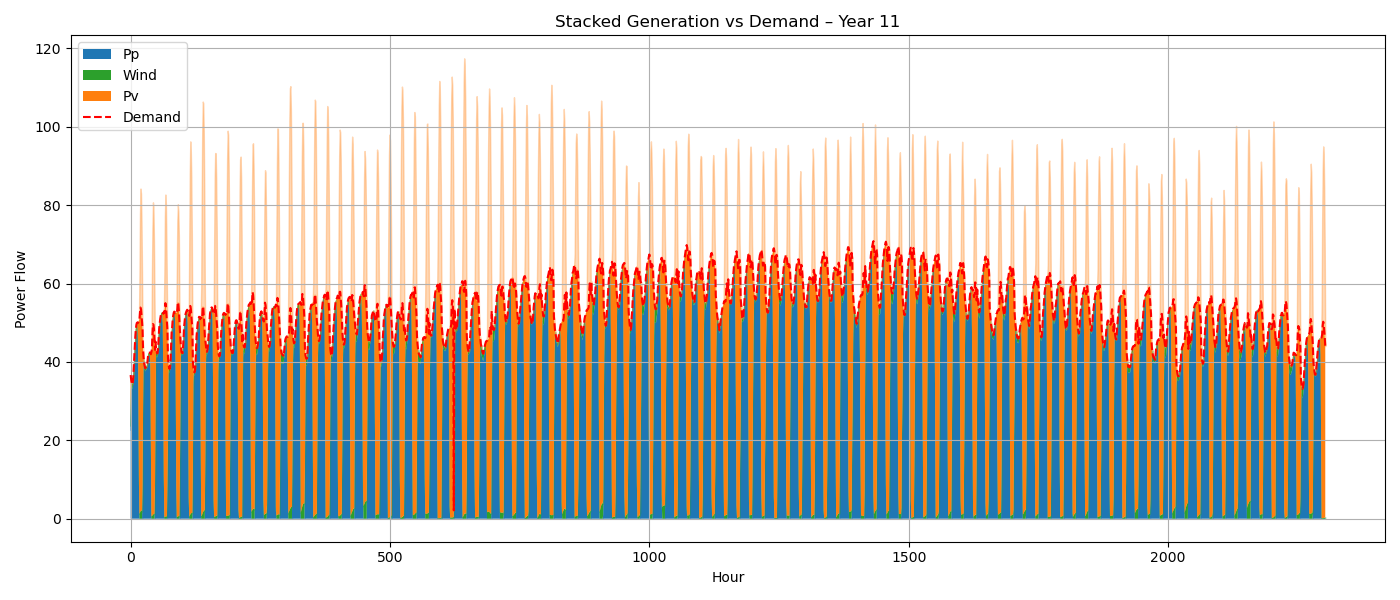 Stacked Generation vs Demand – Year 11
Pp
Wind
Pv
Demand
Power Flow
120
100
80
60
40
20
0
0 500 1000 1500 2000
Hour